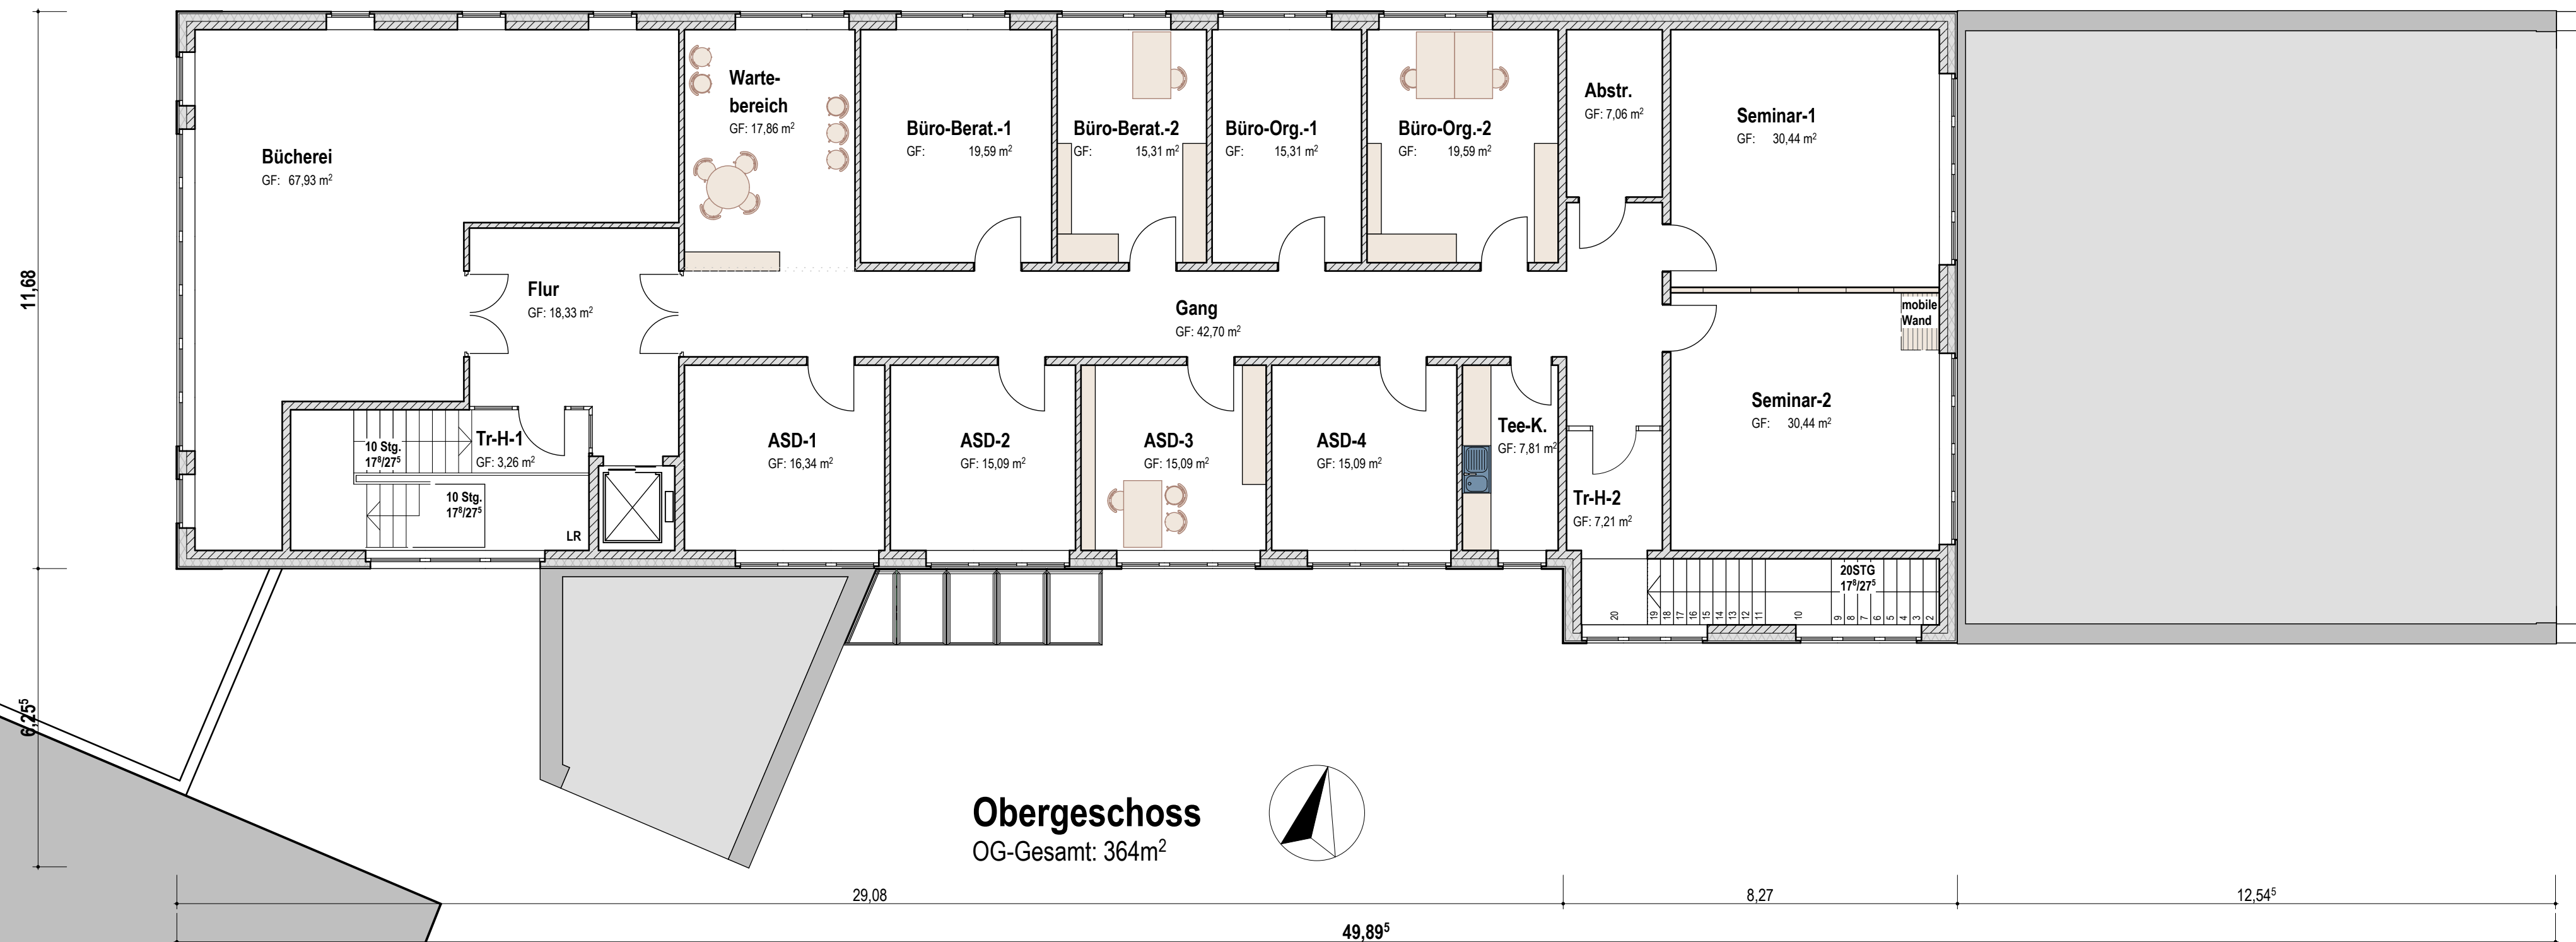 Bücherei
GF: 67,93 m²
Warte-
bereich
GF: 17,86 m²
Büro-Berat.-1
GF: 19,59 m²
Büro-Berat.-2
GF: 15,31 m²
Büro-Org.-1
GF: 15,31 m²
Büro-Org.-2
GF: 19,59 m²
Abstr.
GF: 7,06 m²
Seminar-1
GF: 30,44 m²
11,68
Flur
GF: 18,33 m²
Gang
GF: 42,70 m²
mobile
Wand
Seminar-2
GF: 30,44 m²
10 Stg.
17⁸/27⁵
Tr-H-1
GF: 3,26 m²
10 Stg.
17⁸/27⁵
LR
ASD-1
GF: 16,34 m²
ASD-2
GF: 15,09 m²
ASD-3
GF: 15,09 m²
ASD-4
GF: 15,09 m²
Tee-K.
GF: 7,81 m²
Tr-H-2
GF: 7,21 m²
20STG
17⁸/27⁵
20 19 18 17 16 15 14 13 12 11 10 9 8 7 6 5 4 3 2
6,25⁵
Obergeschoss
OG-Gesamt: 364m²
29,08
8,27
12,54⁵
49,89⁵